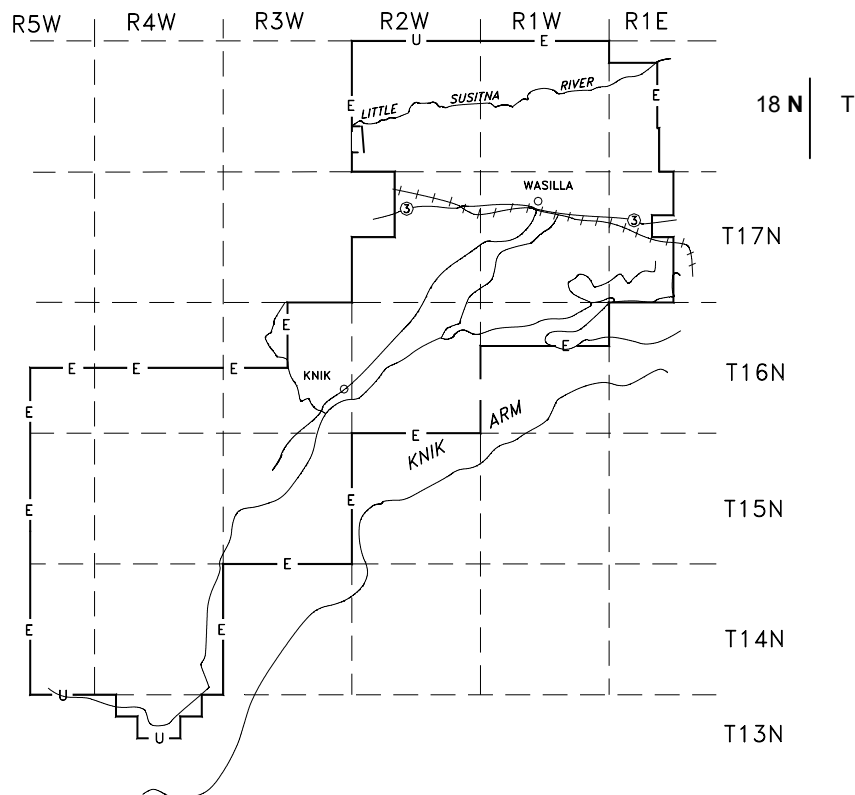 R5W R4W R3W R2W R1W R1E
U E
E LITTLE SUSITNA RIVER E
18 N T
WASILLA
3 3
T17N
E
E
E E E
KNIK
T16N
E
ARM
E
KNIK
E E
T15N
E
E E
T14N
U
U
T13N